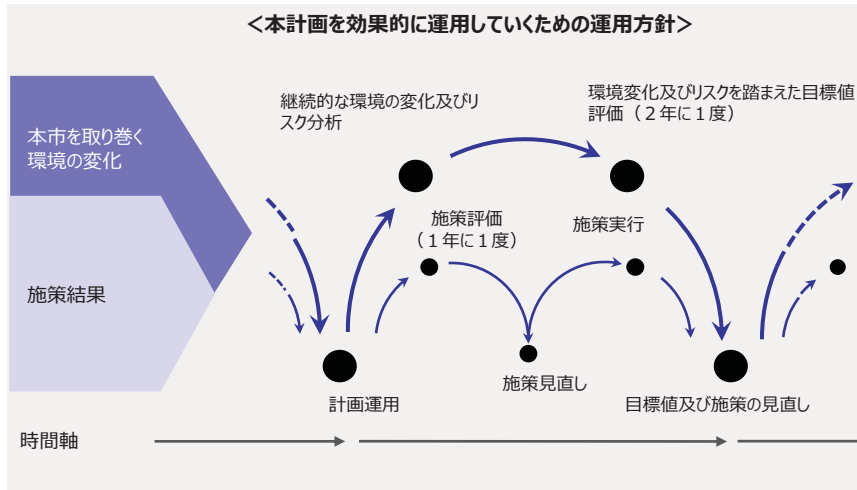 ＜本計画を効果的に運用していくための運用方針＞
本市を取り巻く
環境の変化
施策結果
継続的な環境の変化及びリ
スク分析
環境変化及びリスクを踏まえた目標値
評価（２年に１度）
施策評価
（１年に１度）
施策実行
計画運用
施策見直し
目標値及び施策の見直し
時間軸